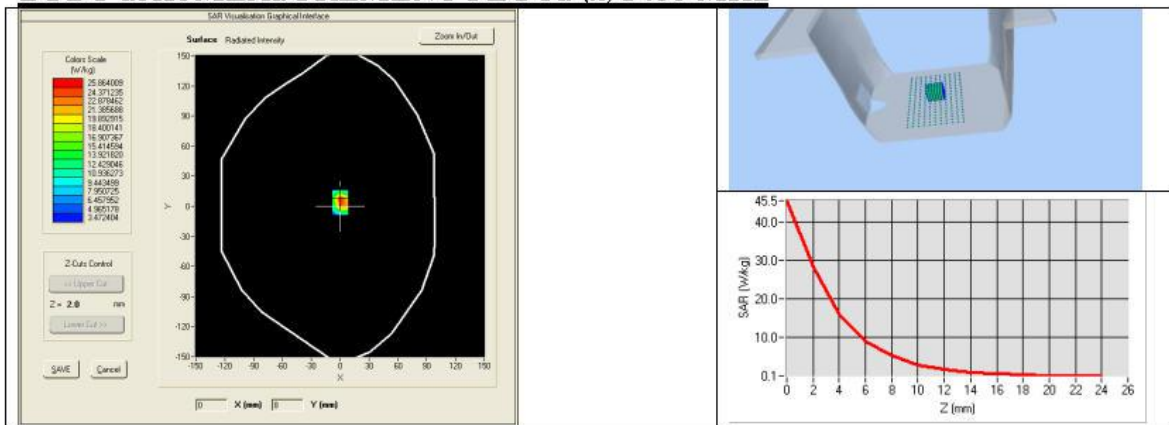 SAR Visualisation Graphical Interface
Surface Radiated Intensity
Zoom In/Out
Colors Scale
(W/kg)
25.864009
24.371235
22.878462
21.385688
19.892915
18.400141
16.907367
15.414594
13.921820
12.429046
10.936273
9.443499
7.950725
6.457952
4.965178
3.472404
Z-Cuts Control
<< Upper Cut
Z = 2.0 mm
Lower Cut >>
SAVE Cancel
150
120
90
60
30
0
-30
-60
-90
-120
-150
Y
-150 -120 -90 -60 -30 0 30 60 90 120 150
X
0 X (mm) 8 Y (mm)
45.5
40.0
30.0
20.0
10.0
0.1
SAR (W/kg)
0 2 4 6 8 10 12 14 16 18 20 22 24 26
Z (mm)